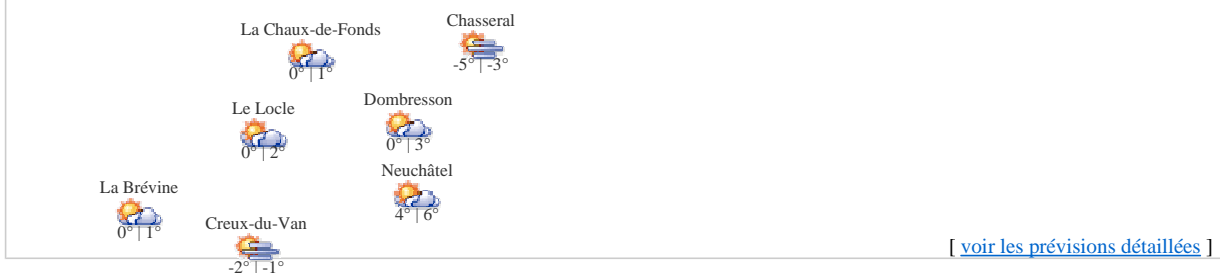 Chasseral
-5° | -3°
La Chaux-de-Fonds
0° | 1°
Dombresson
0° | 3°
Le Locle
0° | 2°
Neuchâtel
4° | 6°
La Brévine
0° | 1°
Creux-du-Van
-2° | -1°
[ voir les prévisions détaillées ]